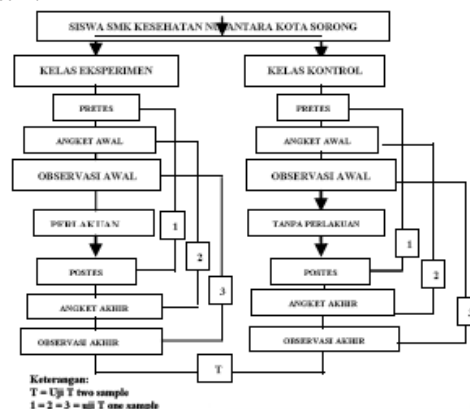 SISWA SMK KESEHATAN NUSANTARA KOTA SORONG
KELAS EKSPERIMEN
KELAS KONTROL
PRETES
PRETES
ANGKET AWAL
ANGKET AWAL
OBSERVASI AWAL
OBSERVASI AWAL
PERLAKUAN
TANPA PERLAKUAN
1
1
2
2
3
3
POSTES
POSTES
ANGKET AKHIR
ANGKET AKHIR
OBSERVASI AKHIR
OBSERVASI AKHIR
T
Keterangan:
T = Uji T two sample
1 = 2 = 3 = uji T one sample